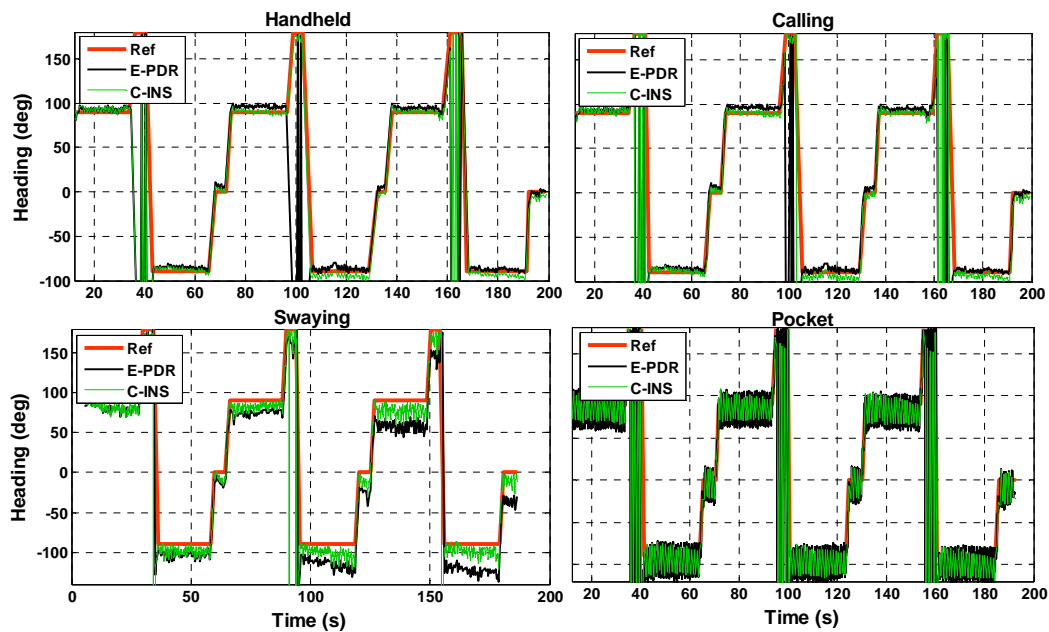 Handheld
Calling
Heading (deg)
150
100
50
0
-50
-100
Ref
E-PDR
C-INS
20 40 60 80 100 120 140 160 180 200
Ref
E-PDR
C-INS
20 40 60 80 100 120 140 160 180 200
Swaying
Pocket
Heading (deg)
150
100
50
0
-50
-100
Ref
E-PDR
C-INS
0 50 100 150 200
Time (s)
Ref
E-PDR
C-INS
20 40 60 80 100 120 140 160 180 200
Time (s)